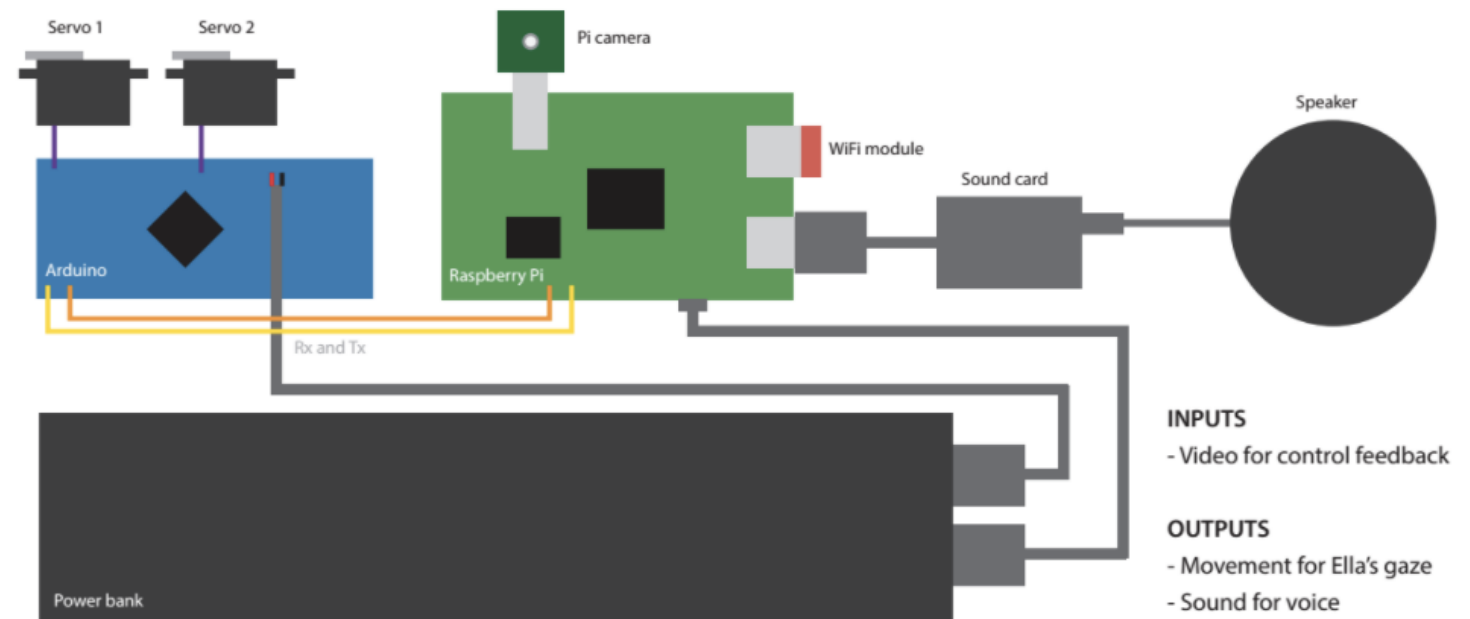 Servo 1
Servo 2
Pi camera
Speaker
WiFi module
Sound card
Arduino
Raspberry Pi
Rx and Tx
INPUTS
- Video for control feedback
OUTPUTS
- Movement for Ella's gaze
- Sound for voice
Power bank